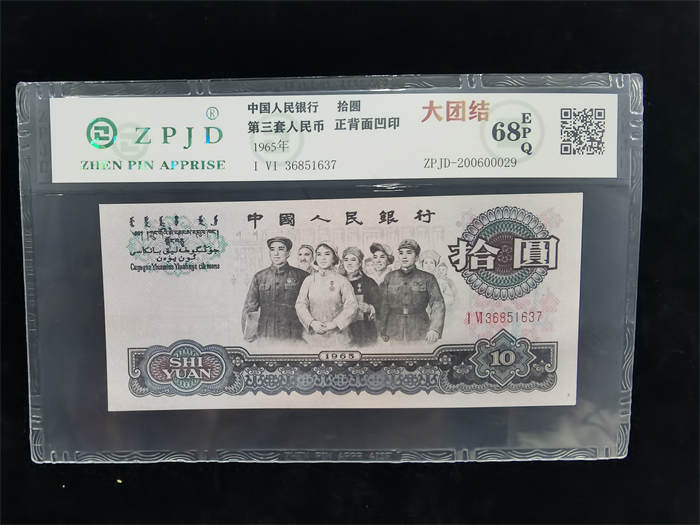 ZPJD®
ZHEN PIN APPRISE
中国人民银行 拾圆
第三套人民币 正背面凹印
1965年
I VI 36851637
大团结
68 EPQ
ZPJD-200600029
中國人民銀行
拾圓
I VI 36851637
1965
SHI
YUAN
10